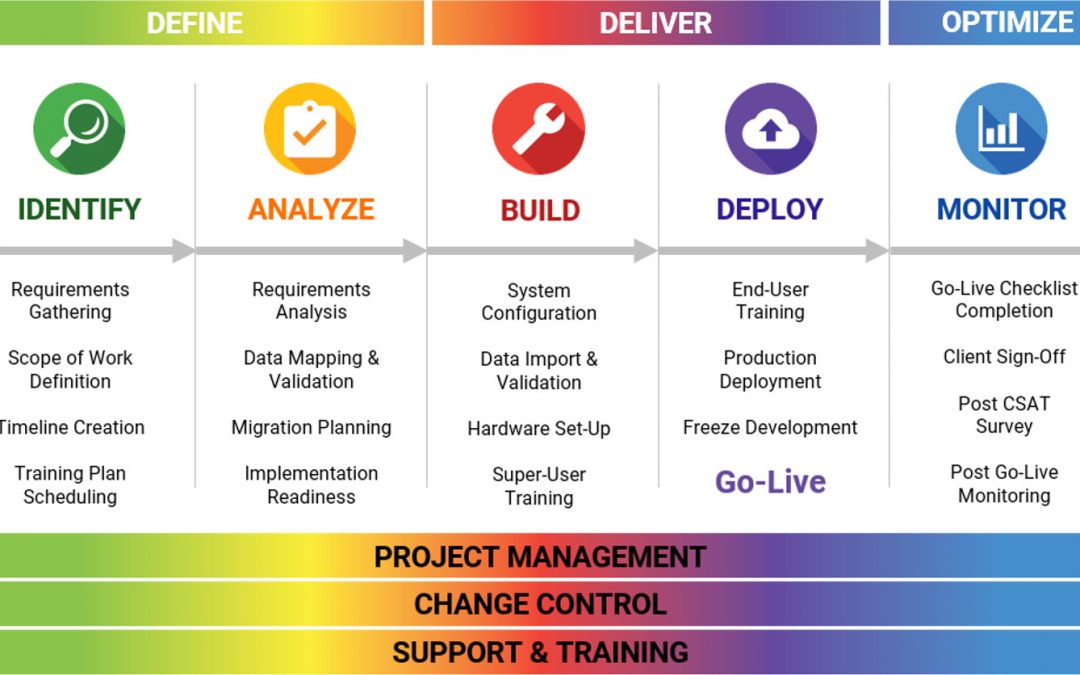 DEFINE
DELIVER
OPTIMIZE
IDENTIFY
Requirements
Gathering
Scope of Work
Definition
Timeline Creation
Training Plan
Scheduling
ANALYZE
Requirements
Analysis
Data Mapping &
Validation
Migration Planning
Implementation
Readiness
BUILD
System
Configuration
Data Import &
Validation
Hardware Set-Up
Super-User
Training
DEPLOY
End-User
Training
Production
Deployment
Freeze Development
Go-Live
MONITOR
Go-Live Checklist
Completion
Client Sign-Off
Post CSAT
Survey
Post Go-Live
Monitoring
PROJECT MANAGEMENT
CHANGE CONTROL
SUPPORT & TRAINING